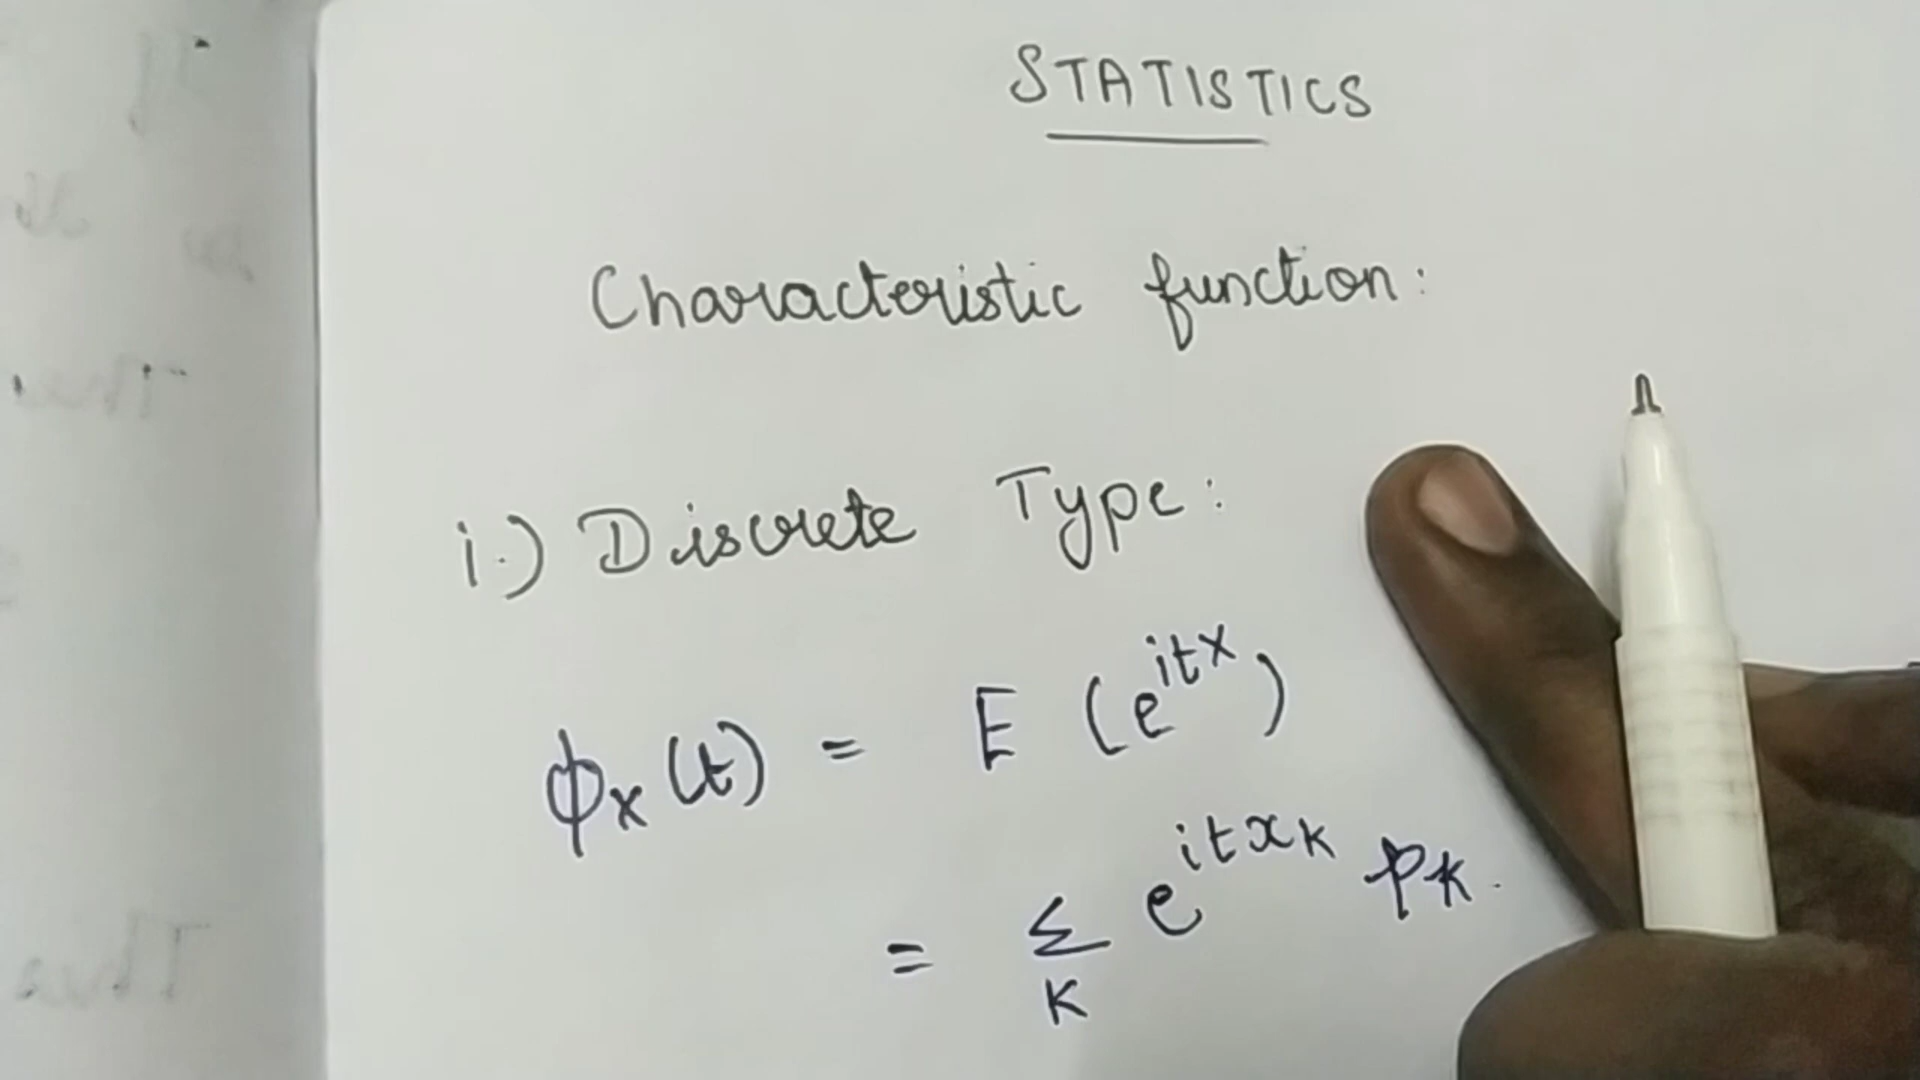 STATISTICS
Characteristic function:
i.) Discrete Type:
ϕₓ(t) = E (e^{itX})
= Σ_K e^{itx_K} p_K.